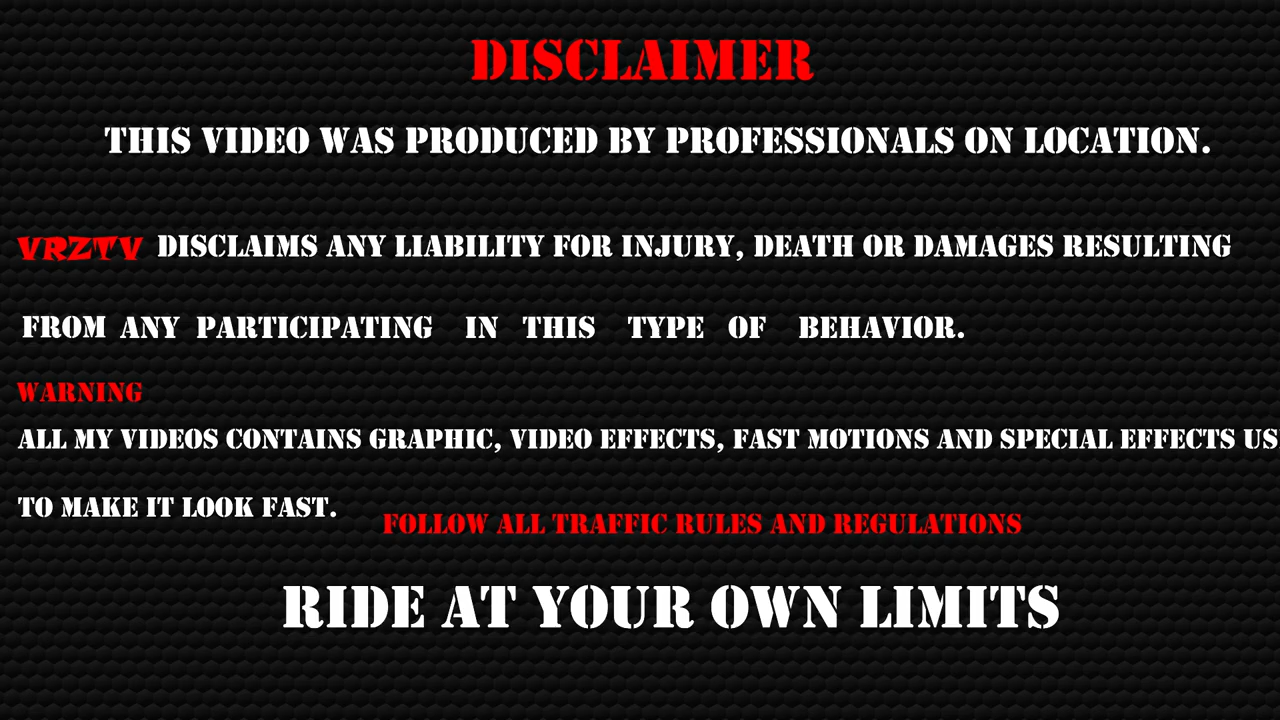 DISCLAIMER
THIS VIDEO WAS PRODUCED BY PROFESSIONALS ON LOCATION.
VRZTV DISCLAIMS ANY LIABILITY FOR INJURY, DEATH OR DAMAGES RESULTING
FROM ANY PARTICIPATING IN THIS TYPE OF BEHAVIOR.
WARNING
ALL MY VIDEOS CONTAINS GRAPHIC, VIDEO EFFECTS, FAST MOTIONS AND SPECIAL EFFECTS
TO MAKE IT LOOK FAST.
FOLLOW ALL TRAFFIC RULES AND REGULATIONS
RIDE AT YOUR OWN LIMITS